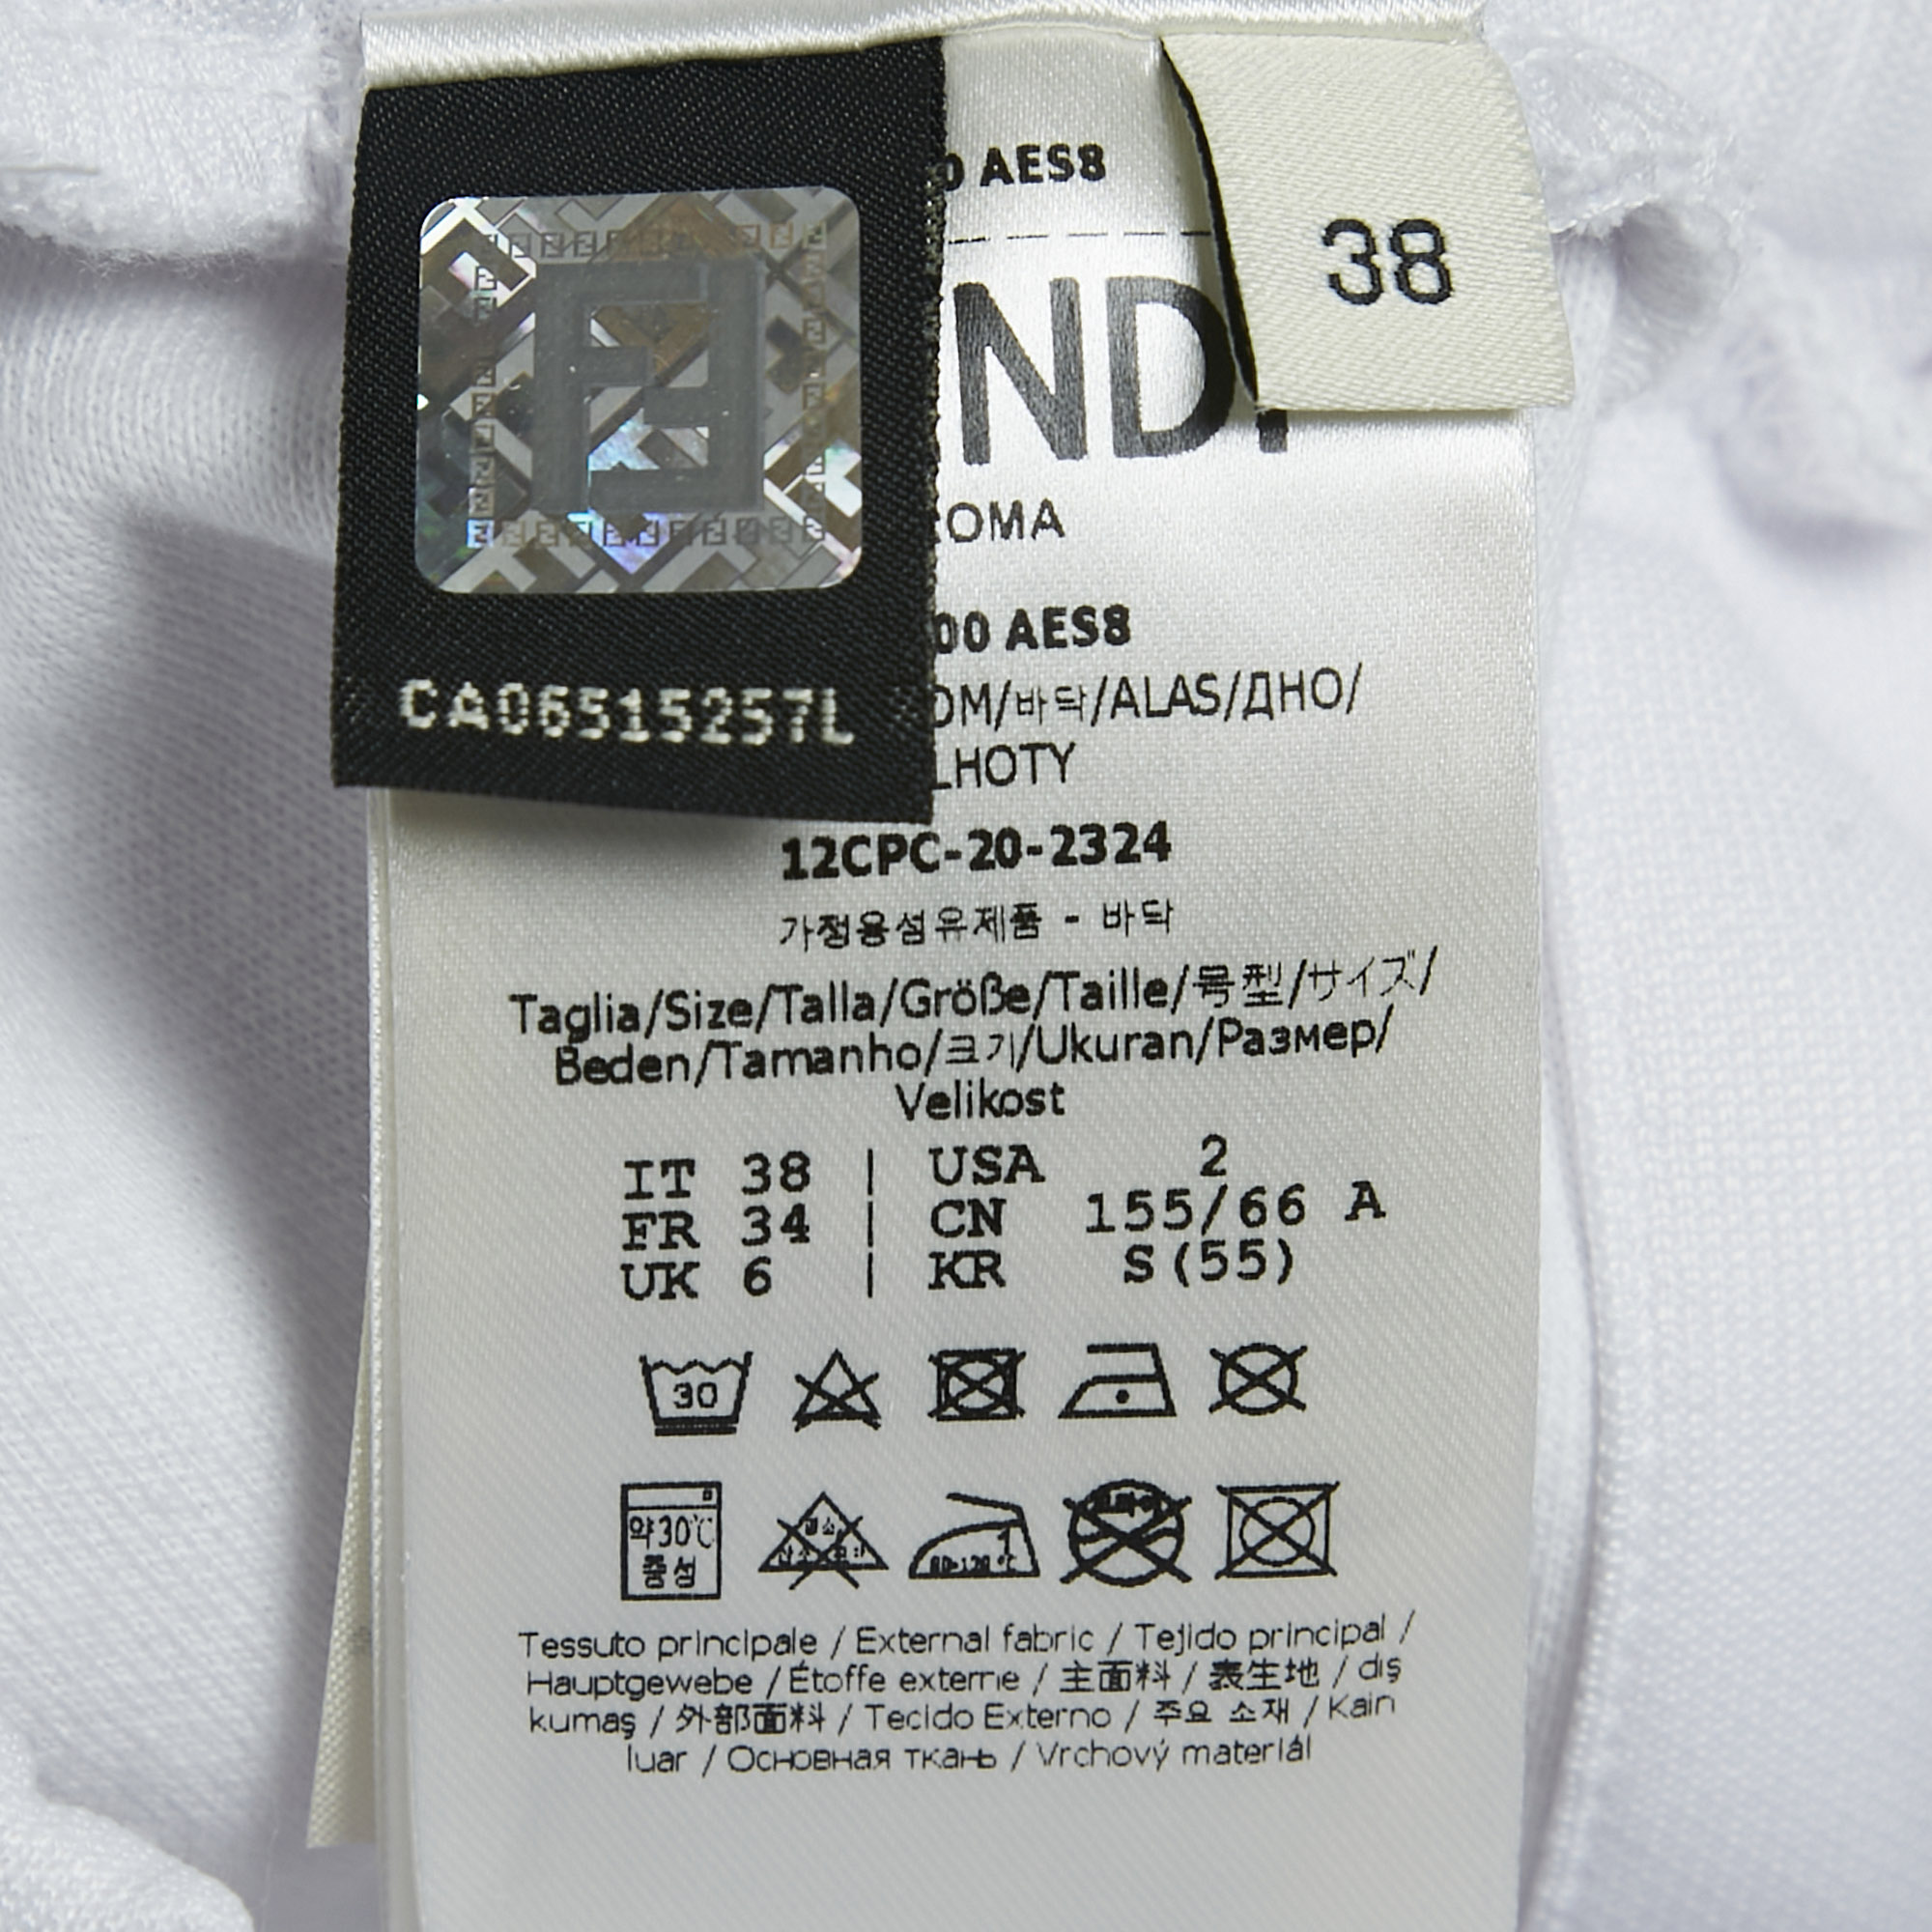 0 AES8
38
NDI
ROMA
00 AES8
OM/바닥/ALAS/ДНО/
LHOTY
CA06515257L
12CPC-20-2324
가정용섬유제품 - 바닥
Taglia/Size/Talla/Größe/Taille/号型/サイズ/
Beden/Tamanho/크기/Ukuran/Размер/
Velikost
IT 38 | USA 2
FR 34 | CN 155/66 A
UK 6 | KR S(55)
30
약30℃
중성
Tessuto principale / External fabric / Tejido principal /
Hauptgewebe / Étoffe externe / 主面料 / 表生地 / dış
kumaş / 外部面料 / Tecido Externo / 주요 소재 / Kain
luar / Основная ткань / Vrchový materiál